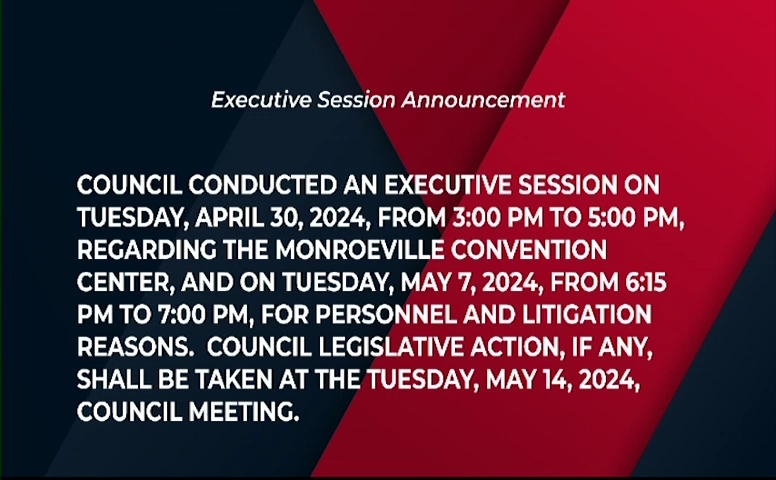 Executive Session Announcement
COUNCIL CONDUCTED AN EXECUTIVE SESSION ON
TUESDAY, APRIL 30, 2024, FROM 3:00 PM TO 5:00 PM,
REGARDING THE MONROEVILLE CONVENTION
CENTER, AND ON TUESDAY, MAY 7, 2024, FROM 6:15
PM TO 7:00 PM, FOR PERSONNEL AND LITIGATION
REASONS.  COUNCIL LEGISLATIVE ACTION, IF ANY,
SHALL BE TAKEN AT THE TUESDAY, MAY 14, 2024,
COUNCIL MEETING.